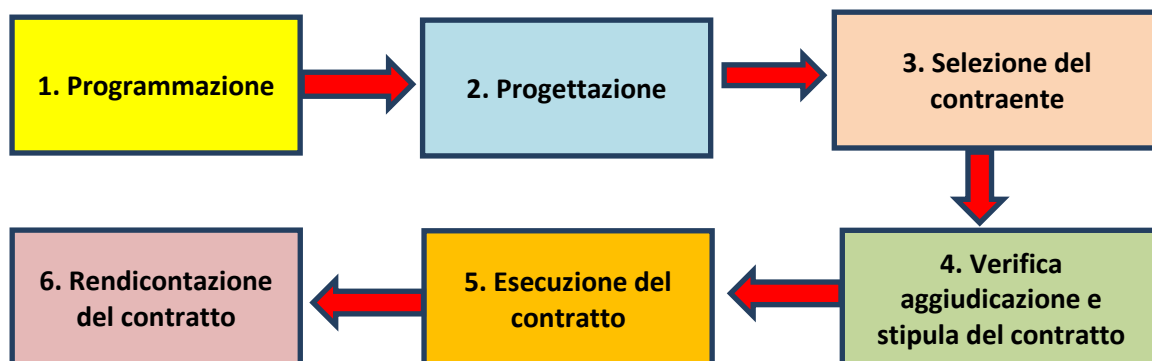 1. Programmazione
2. Progettazione
3. Selezione del
contraente
4. Verifica
aggiudicazione e
stipula del contratto
5. Esecuzione del
contratto
6. Rendicontazione
del contratto